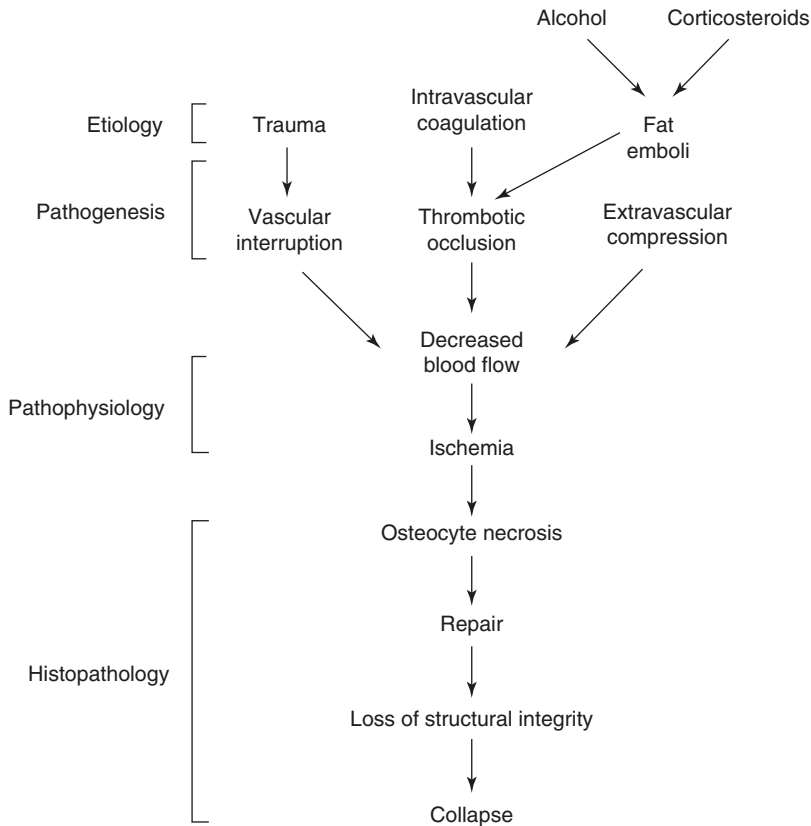 Alcohol Corticosteroids
Etiology
Trauma
Intravascular
coagulation
Fat
emboli
Pathogenesis
Vascular
interruption
Thrombotic
occlusion
Extravascular
compression
Decreased
blood flow
Pathophysiology
Ischemia
Osteocyte necrosis
Repair
Histopathology
Loss of structural integrity
Collapse